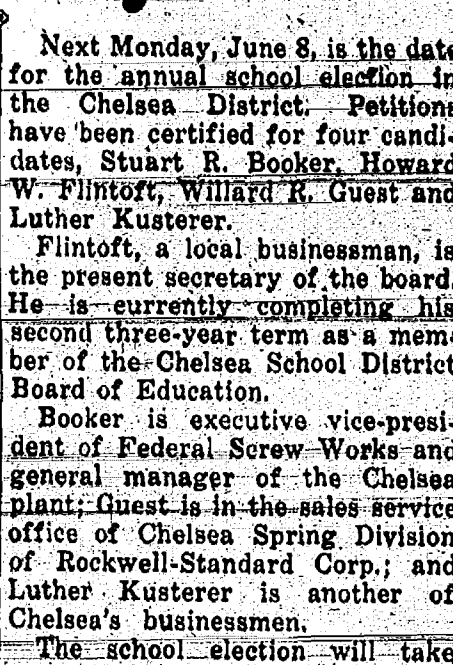 Next Monday, June 8, is the date
for the annual school election in
the Chelsea District. Petitions
have been certified for four candi-
dates, Stuart R. Booker, Howard
W. Flintoft, Willard R. Guest and
Luther Kusterer.
Flintoft, a local businessman, is
the present secretary of the board.
He is currently completing his
second three-year term as a mem-
ber of the Chelsea School District
Board of Education.
Booker is executive vice-presi-
dent of Federal Screw Works and
general manager of the Chelsea
plant; Guest is in the sales service
office of Chelsea Spring Division
of Rockwell-Standard Corp.; and
Luther Kusterer is another of
Chelsea's businessmen.
The school election will take